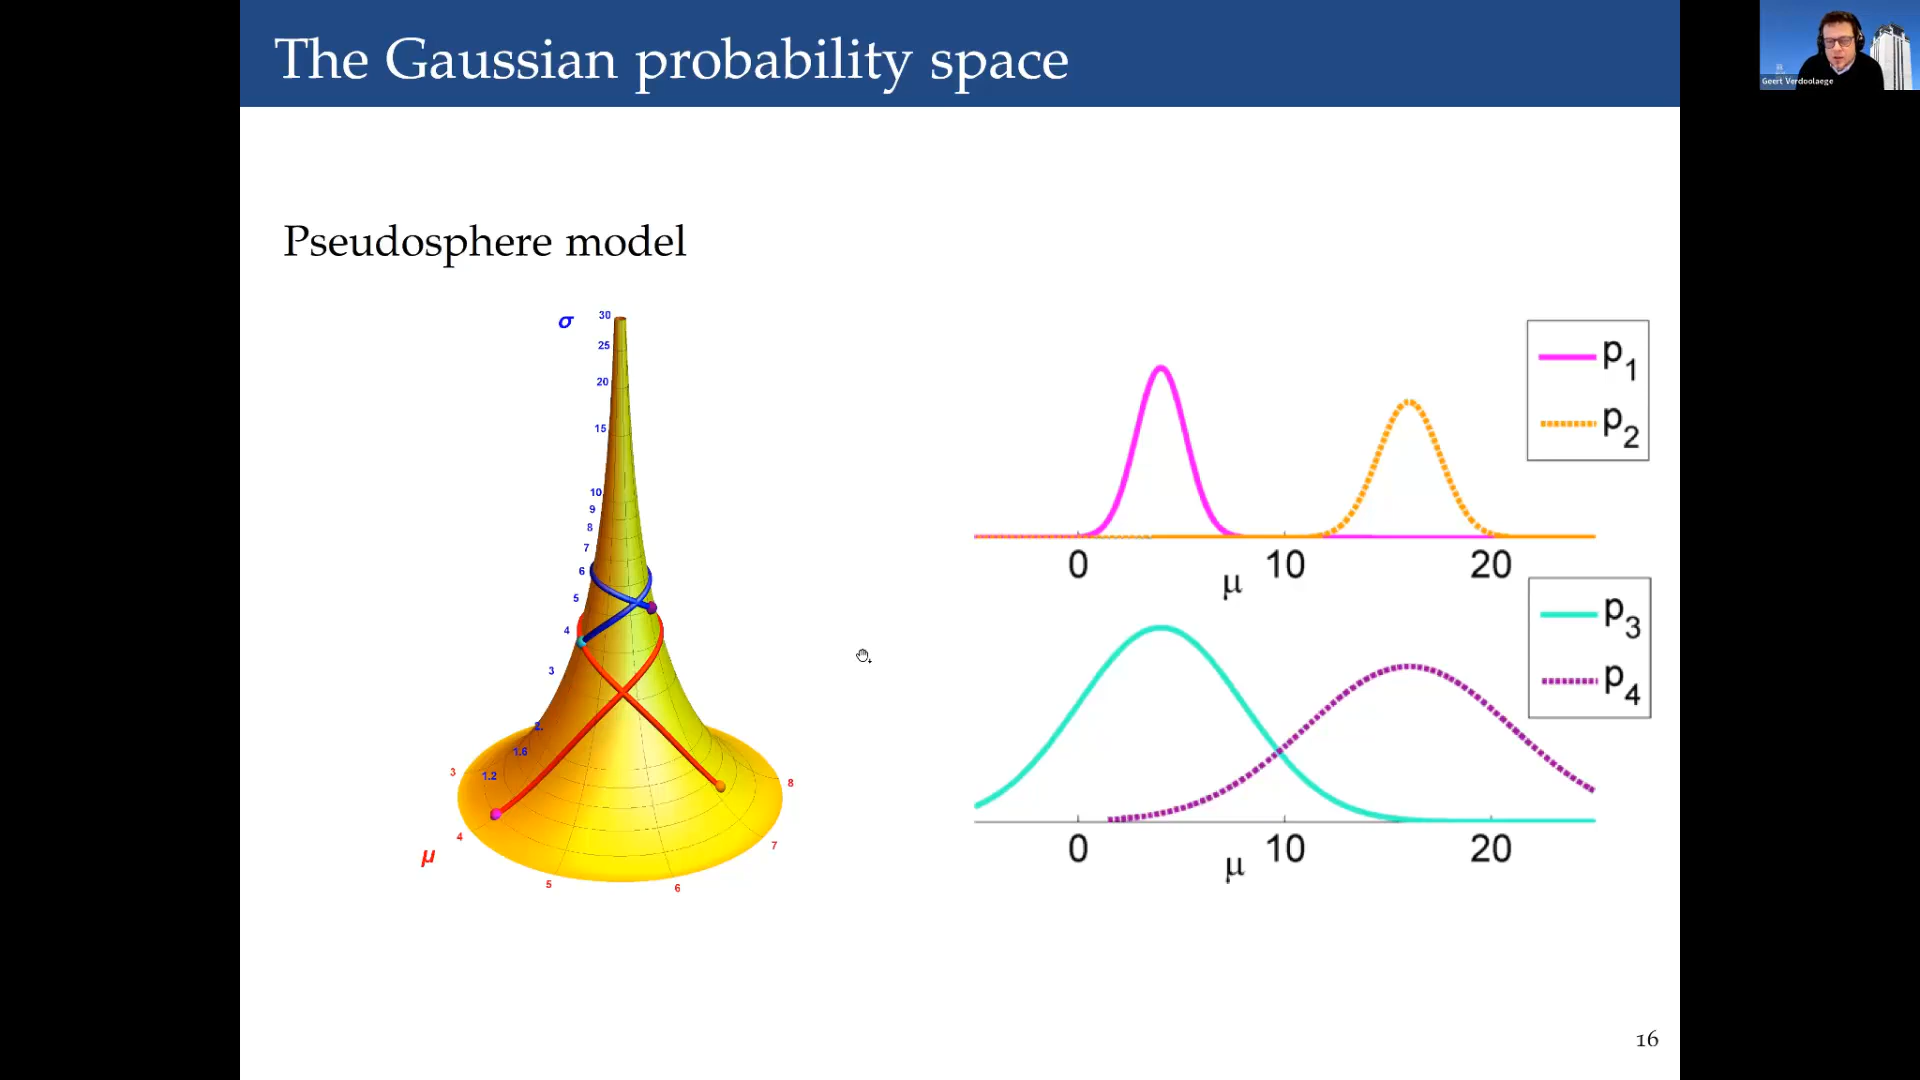 The Gaussian probability space
Geert Verdoolaege
Pseudosphere model
σ
30
25
20
15
10
9
8
7
6
5
4
3
2.
1.6
1.2
3
4
μ
5
6
7
8
p1
p2
0
10
20
μ
p3
p4
0
10
20
μ
16